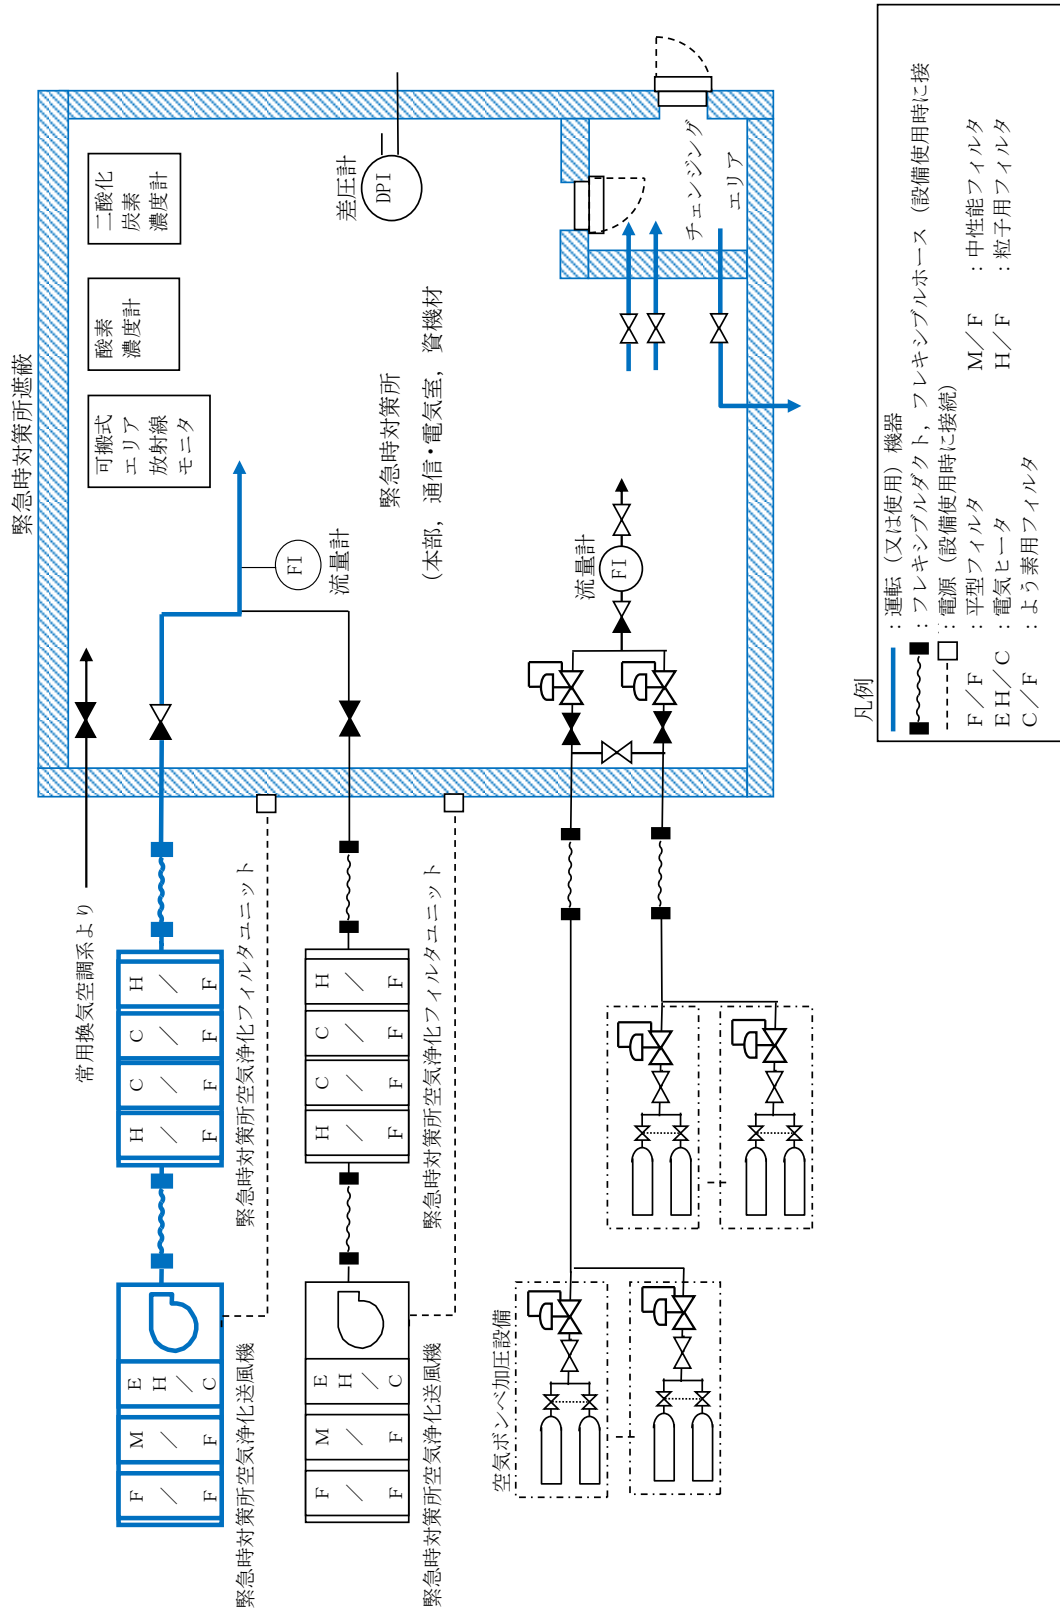 緊急時対策所遮蔽
二酸化
炭素
濃度計
酸素
濃度計
可搬式
エリア
放射線
モニタ
差圧計
DPI
チェンジング
エリア
緊急時対策所
(本部，通信・電気室，資機材
FI
流量計
流量計
FI
常用換気空調系より
H/F
C/F
C/F
H/F
緊急時対策所空気浄化フィルタユニット
EH/C
M/F
F/F
緊急時対策所空気浄化送風機
H/F
C/F
C/F
H/F
緊急時対策所空気浄化フィルタユニット
EH/C
M/F
F/F
緊急時対策所空気浄化送風機
空気ボンベ加圧設備
凡例
：運転（又は使用）機器
：フレキシブルダクト，フレキシブルホース（設備使用時に接
：電源（設備使用時に接続）
F／F ：平型フィルタ M／F ：中性能フィルタ
EH／C ：電気ヒータ H／F ：粒子用フィルタ
C／F ：よう素用フィルタ